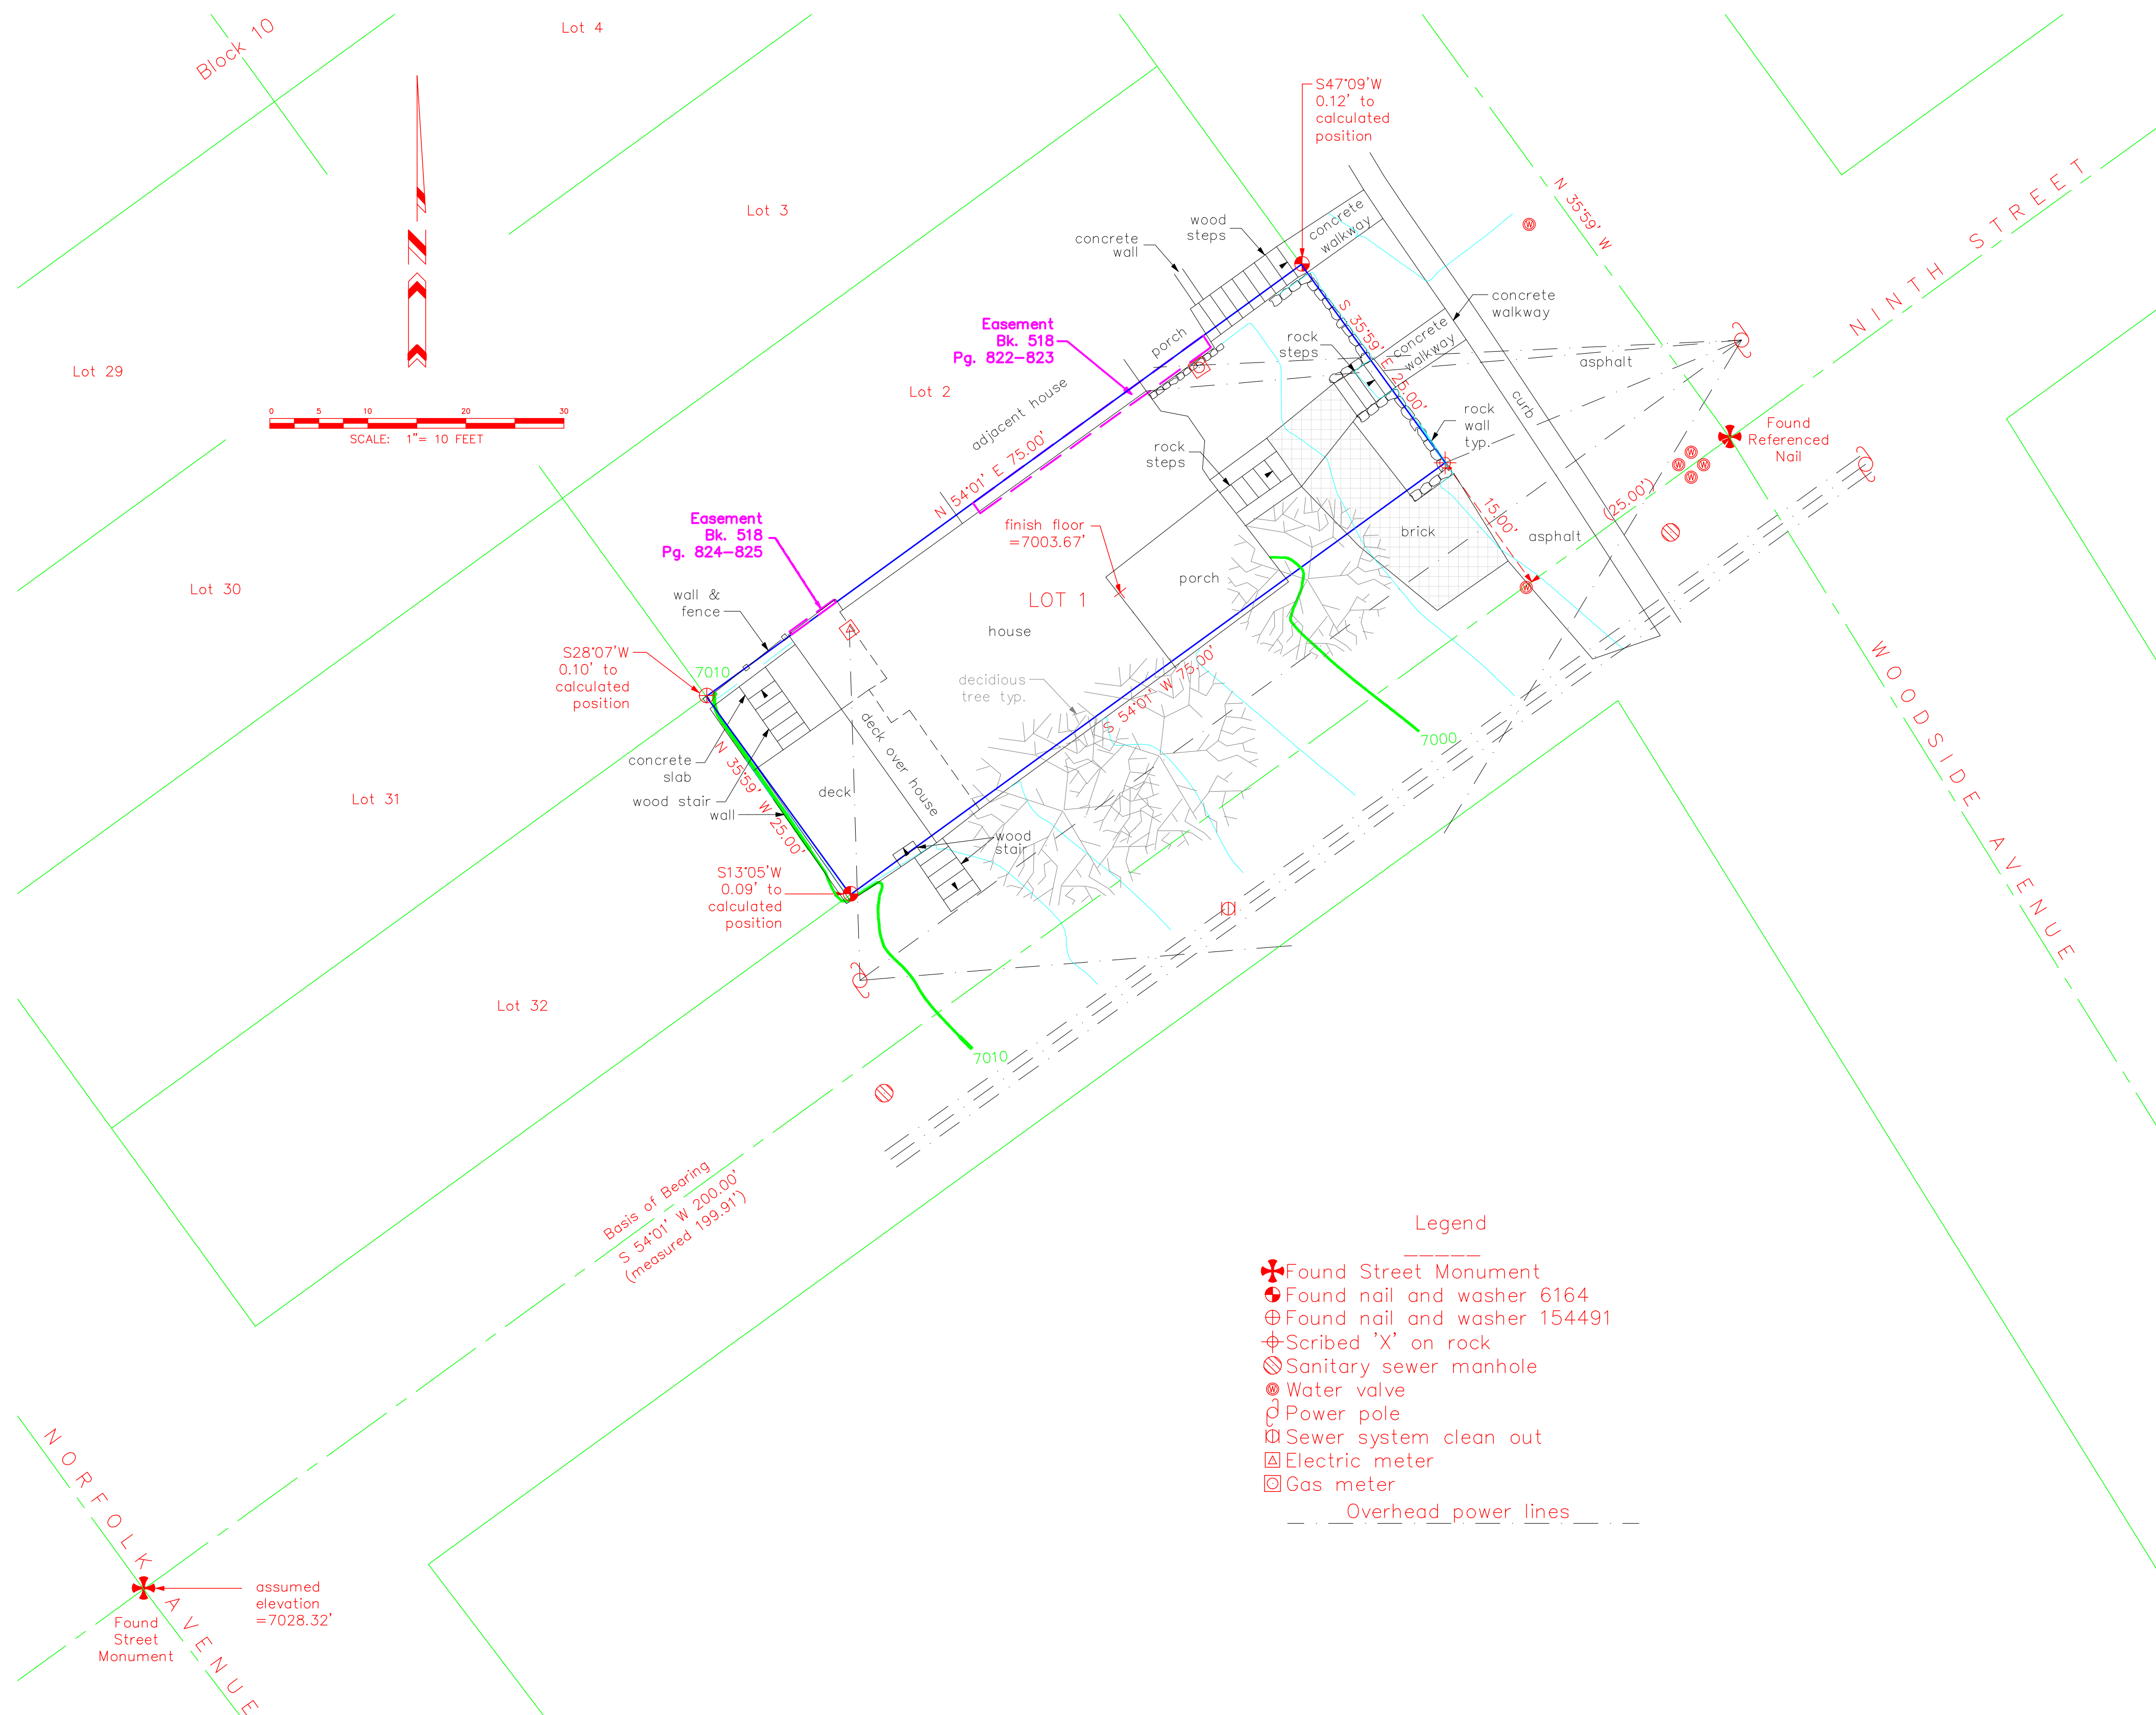 Block 10
Lot 4
Lot 3
Lot 29
Lot 2
Lot 30
Lot 31
Lot 32
N
0 5 10 20 30
SCALE: 1"= 10 FEET
S47°09'W
0.12' to
calculated
position
wood
steps
concrete
wall
concrete
walkway
N 35°59' W
NINTH STREET
Easement
Bk. 518
Pg. 822-823
porch
adjacent house
rock
steps
S 35°59' E 25.00'
concrete
walkway
concrete
walkway
asphalt
curb
rock
wall
typ.
Found
Referenced
Nail
N 54°01' E 75.00'
rock
steps
Easement
Bk. 518
Pg. 824-825
finish floor
=7003.67'
15.00'
(25.00')
brick
asphalt
porch
LOT 1
house
wall &
fence
S28°07'W
0.10' to
calculated
position
7010
decidious
tree typ.
S 54°01' W 75.00'
7000
WOODSIDE AVENUE
concrete
slab
wood stair
wall
N 35°59' W 25.00'
deck over house
deck
wood
stair
S13°05'W
0.09' to
calculated
position
7010
Basis of Bearing
S 54°01' W 200.00'
(measured 199.91')
Legend
Found Street Monument
Found nail and washer 6164
Found nail and washer 154491
Scribed 'X' on rock
Sanitary sewer manhole
W Water valve
Power pole
Sewer system clean out
Electric meter
Gas meter
Overhead power lines
NORFOLK AVENUE
assumed
elevation
=7028.32'
Found
Street
Monument